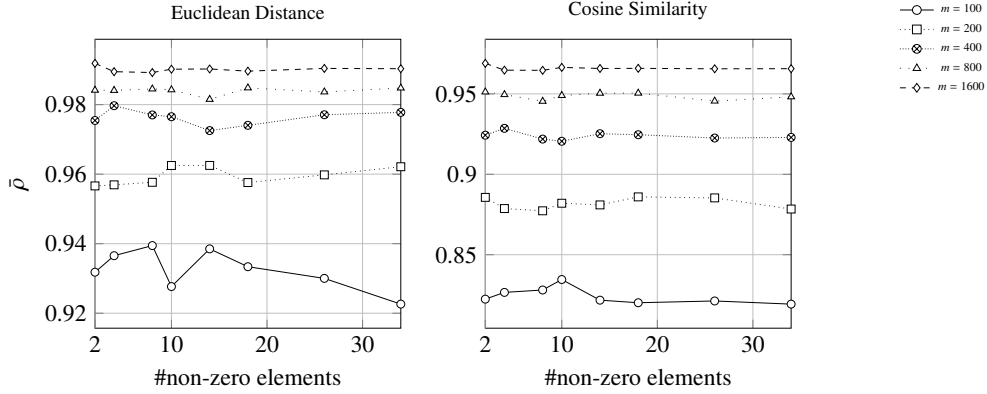 Euclidean Distance
0.98
0.96
0.94
0.92
ρ̄
2 10 20 30
#non-zero elements
Cosine Similarity
0.95
0.9
0.85
2 10 20 30
#non-zero elements
m = 100
m = 200
m = 400
m = 800
m = 1600